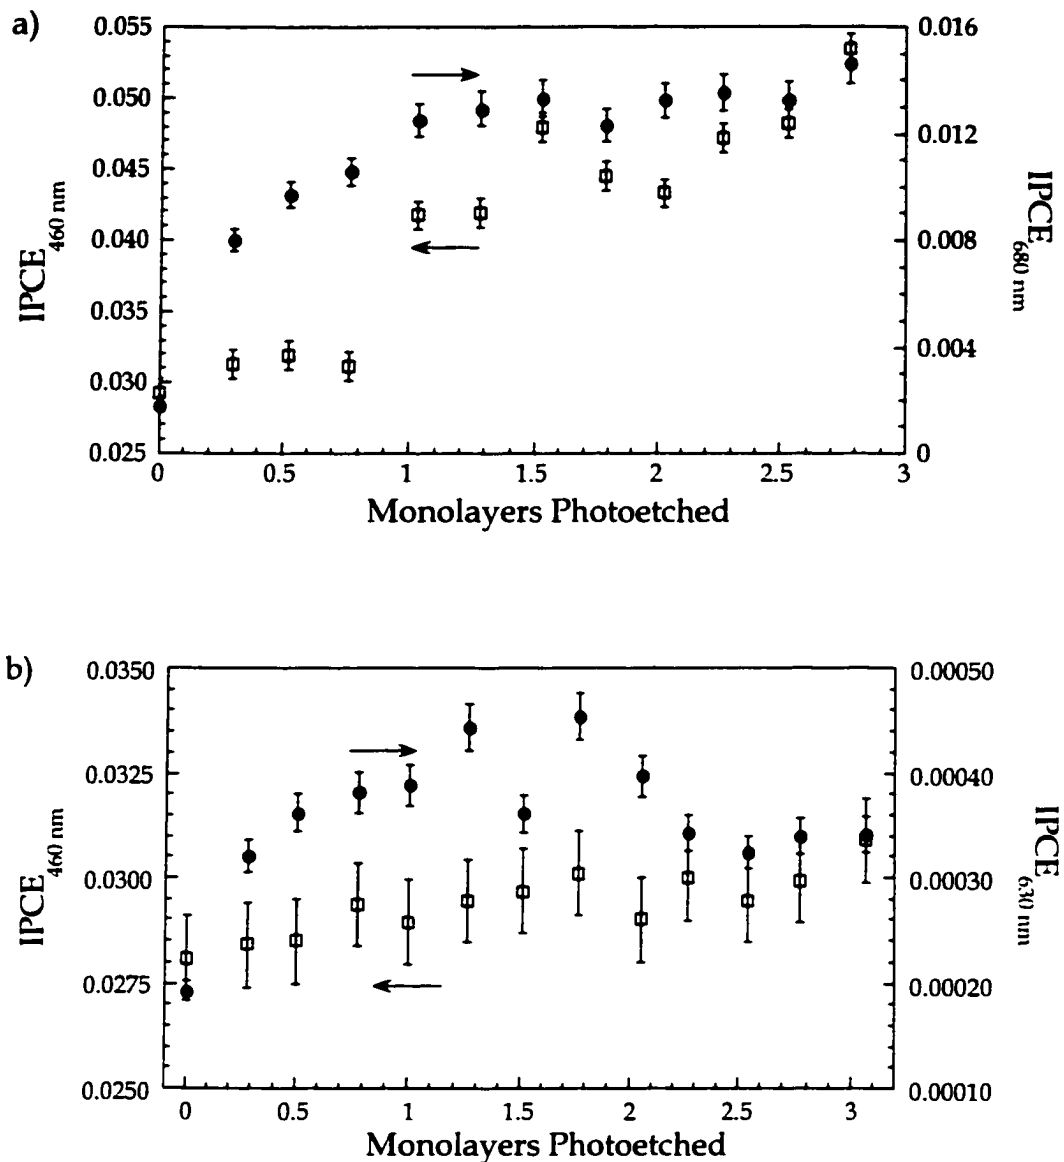 a)
0.055
0.050
0.045
0.040
0.035
0.030
0.025
IPCE460 nm
0.016
0.012
0.008
0.004
0
IPCE680 nm
0 0.5 1 1.5 2 2.5 3
Monolayers Photoetched
b)
0.0350
0.0325
0.0300
0.0275
0.0250
IPCE460 nm
0.00050
0.00040
0.00030
0.00020
0.00010
IPCE630 nm
0 0.5 1 1.5 2 2.5 3
Monolayers Photoetched